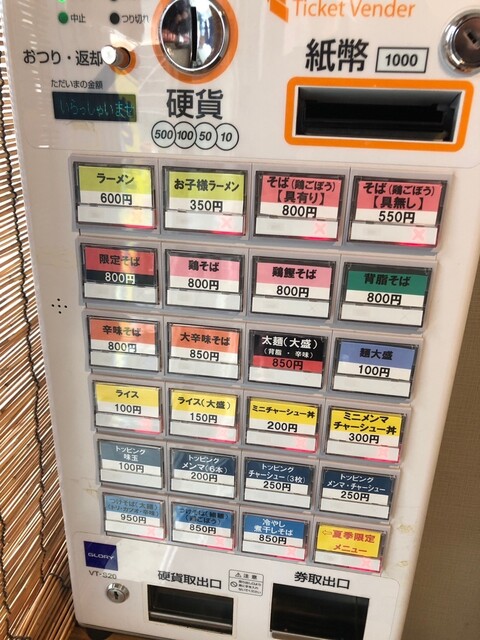 Ticket Vender
中止
つり切れ
おつり・返却
ただいまの金額
いらっしゃいませ
硬貨
500 100 50 10
紙幣 1000
ラーメン
600円
お子様ラーメン
350円
そば(鶏ごぼう)
【具有り】
800円
そば(鶏ごぼう)
【具無し】
550円
限定そば
800円
鶏そば
800円
鶏鰹そば
800円
背脂そば
800円
辛味そば
800円
大辛味そば
850円
太麺(大盛)
(背脂・辛味)
850円
麺大盛
100円
ライス
100円
ライス(大盛)
150円
ミニチャーシュー丼
200円
ミニメンマ
チャーシュー丼
300円
トッピング
味玉
100円
トッピング
メンマ(6本)
200円
トッピング
チャーシュー(3枚)
250円
トッピング
メンマ・チャーシュー
250円
950円
850円
冷やし
煮干しそば
850円
⇦夏季限定
メニュー
GLORY
VT-S20
硬貨取出口
注意
券取出口